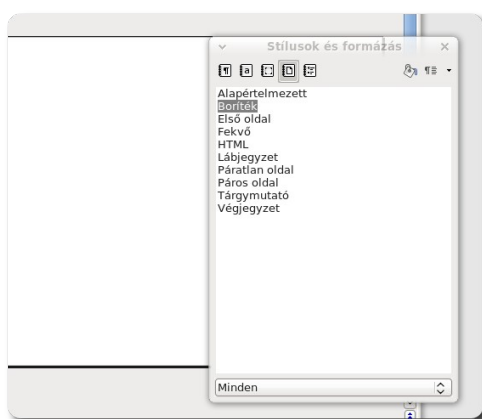 Stílusok és formázás
Alapértelmezett
Boríték
Első oldal
Fekvő
HTML
Lábjegyzet
Páratlan oldal
Páros oldal
Tárgymutató
Végjegyzet
Minden